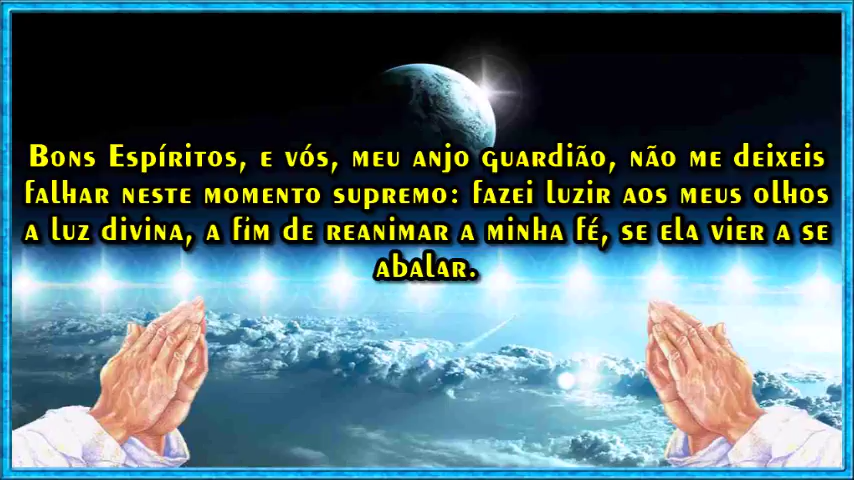 Bons Espíritos, e vós, meu anjo guardião, não me deixeis
falhar neste momento supremo: fazei luzir aos meus olhos
a luz divina, a fim de reanimar a minha fé, se ela vier a se
abalar.